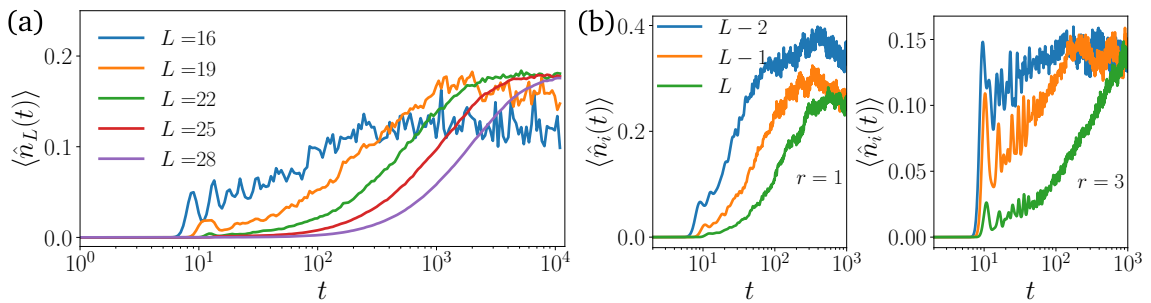 (a)
⟨n̂_L(t)⟩
0.2
0.1
0.0
L =16
L =19
L =22
L =25
L =28
10^0
10^1
10^2
10^3
10^4
t
(b)
⟨n̂_i(t)⟩
0.4
0.2
0.0
L − 2
L − 1
L
r = 1
10^1
10^2
10^3
t
⟨n̂_i(t)⟩
0.15
0.10
0.05
0.00
r = 3
10^1
10^2
10^3
t